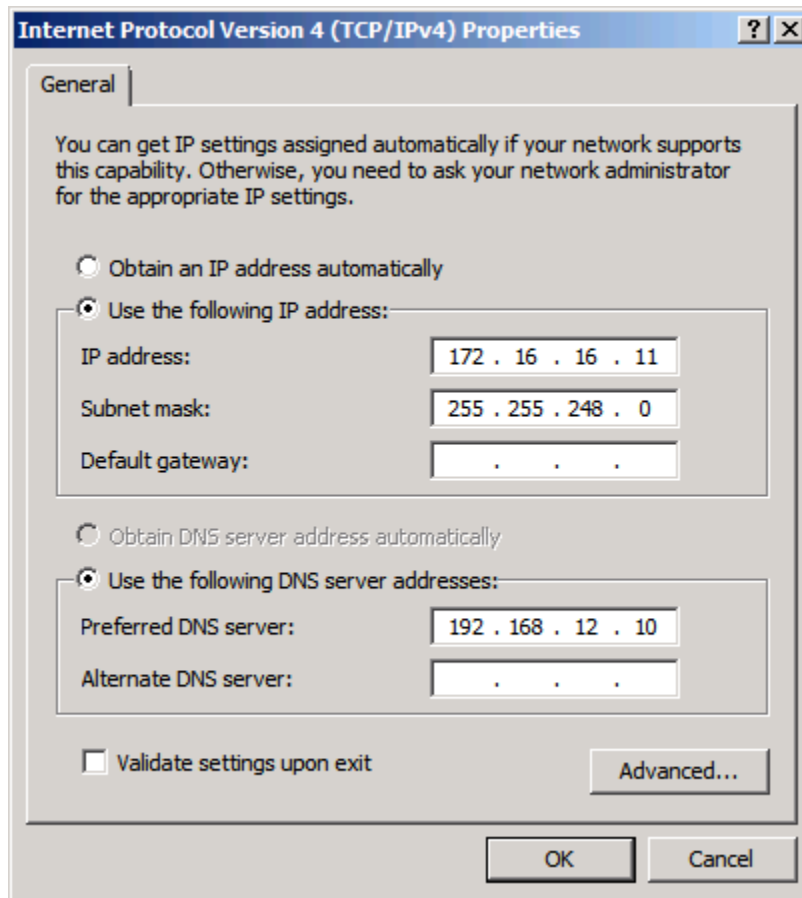 Internet Protocol Version 4 (TCP/IPv4) Properties
General
You can get IP settings assigned automatically if your network supports
this capability. Otherwise, you need to ask your network administrator
for the appropriate IP settings.
Obtain an IP address automatically
Use the following IP address:
IP address: 172 . 16 . 16 . 11
Subnet mask: 255 . 255 . 248 . 0
Default gateway: . . .
Obtain DNS server address automatically
Use the following DNS server addresses:
Preferred DNS server: 192 . 168 . 12 . 10
Alternate DNS server: . . .
Validate settings upon exit
Advanced...
OK Cancel